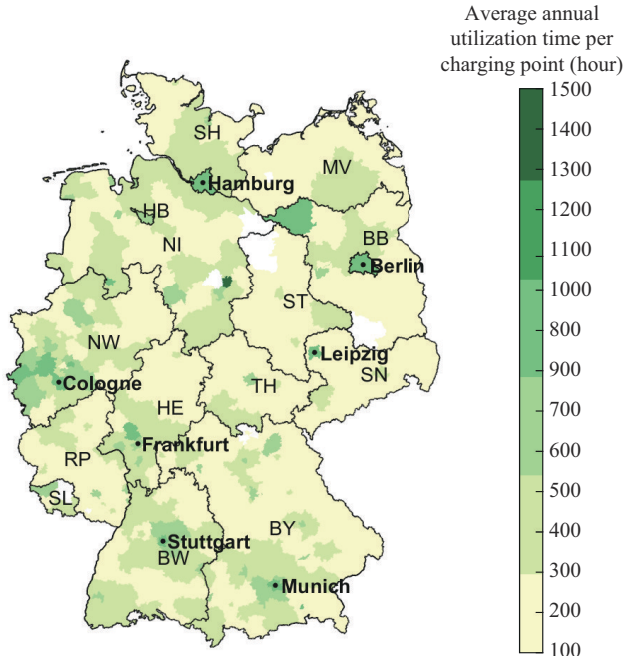 Average annual
utilization time per
charging point (hour)
1500
1400
1300
1200
1100
1000
800
900
700
600
500
400
300
200
100
SH
MV
Hamburg
HB
NI
BB
Berlin
ST
NW
Leipzig
SN
Cologne
TH
HE
Frankfurt
RP
SL
BY
Stuttgart
BW
Munich